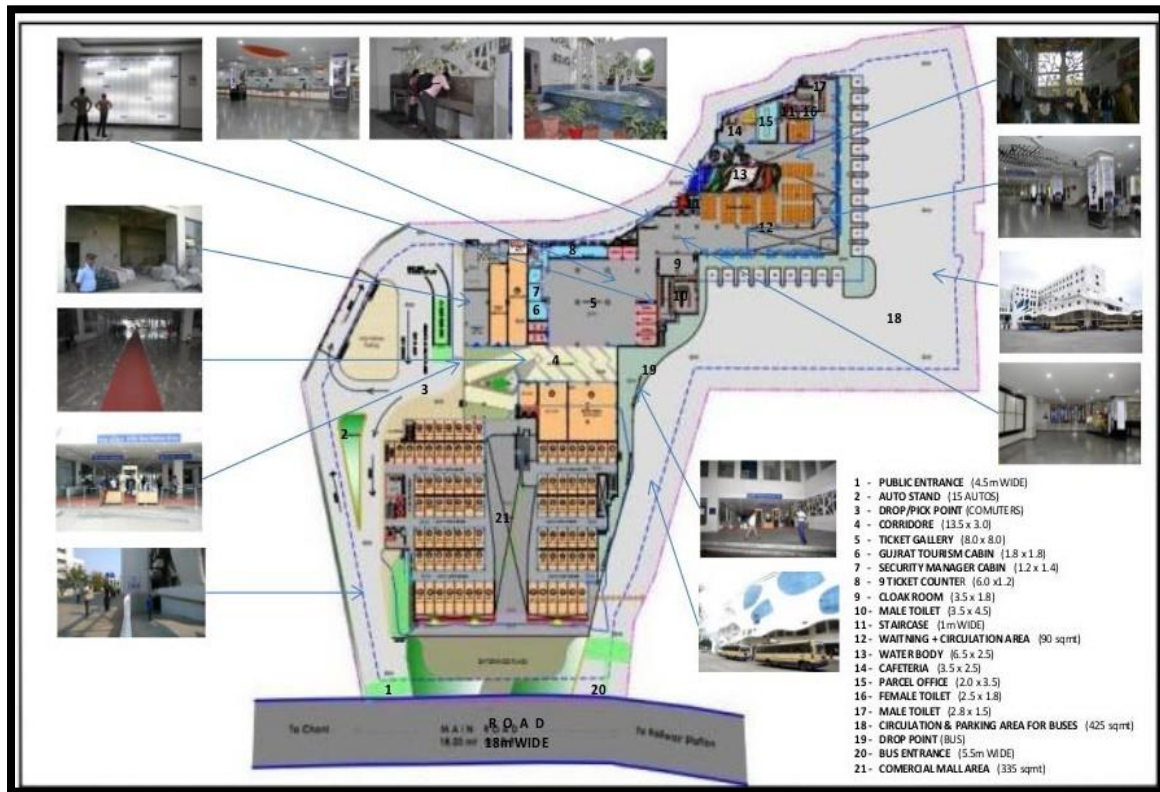 17
11, 16
15
14
13
12
8
9
7
5
6
10
18
4
19
3
2
21
1
20
To Chani
ROAD
MAIN ROAD
18m WIDE
To Railway Station
1 - PUBLIC ENTRANCE (4.5m WIDE)
2 - AUTO STAND (15 AUTOS)
3 - DROP/PICK POINT (COMUTERS)
4 - CORRIDORE (13.5 x 3.0)
5 - TICKET GALLERY (8.0 x 8.0)
6 - GUJRAT TOURISM CABIN (1.8 x 1.8)
7 - SECURITY MANAGER CABIN (1.2 x 1.4)
8 - 9 TICKET COUNTER (6.0 x1.2)
9 - CLOAK ROOM (3.5 x 1.8)
10 - MALE TOILET (3.5 x 4.5)
11 - STAIRCASE (1m WIDE)
12 - WAITNING + CIRCULATION AREA (90 sqmt)
13 - WATER BODY (6.5 x 2.5)
14 - CAFETERIA (3.5 x 2.5)
15 - PARCEL OFFICE (2.0 x 3.5)
16 - FEMALE TOILET (2.5 x 1.8)
17 - MALE TOILET (2.8 x 1.5)
18 - CIRCULATION & PARKING AREA FOR BUSES (425 sqmt)
19 - DROP POINT (BUS)
20 - BUS ENTRANCE (5.5m WIDE)
21 - COMERCIAL MALL AREA (335 sqmt)